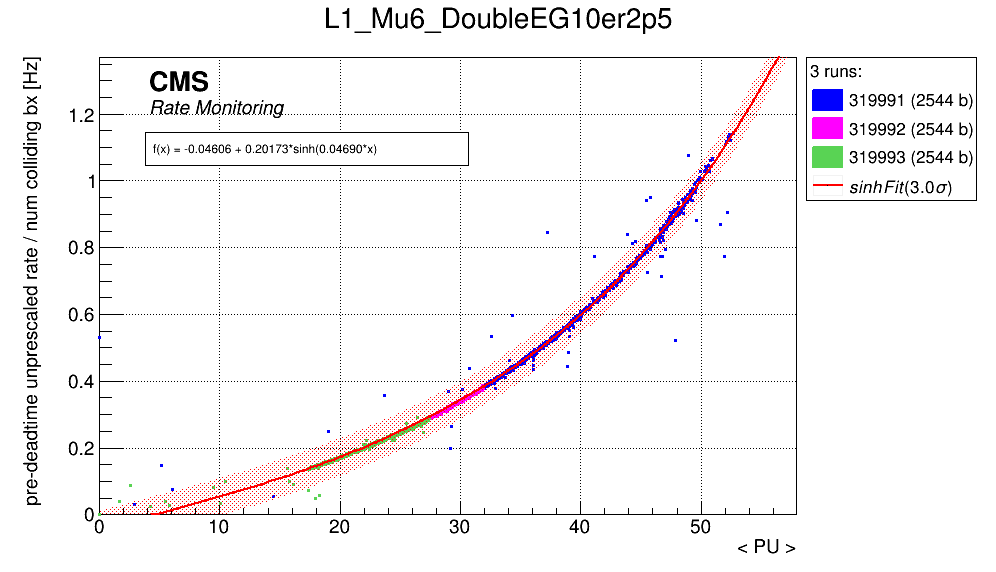 L1_Mu6_DoubleEG10er2p5
pre-deadtime unprescaled rate / num colliding bx [Hz]
CMS
Rate Monitoring
f(x) = -0.04606 + 0.20173*sinh(0.04690*x)
3 runs:
319991 (2544 b)
319992 (2544 b)
319993 (2544 b)
sinhFit(3.0σ)
1.2
1
0.8
0.6
0.4
0.2
0
0 10 20 30 40 50
< PU >